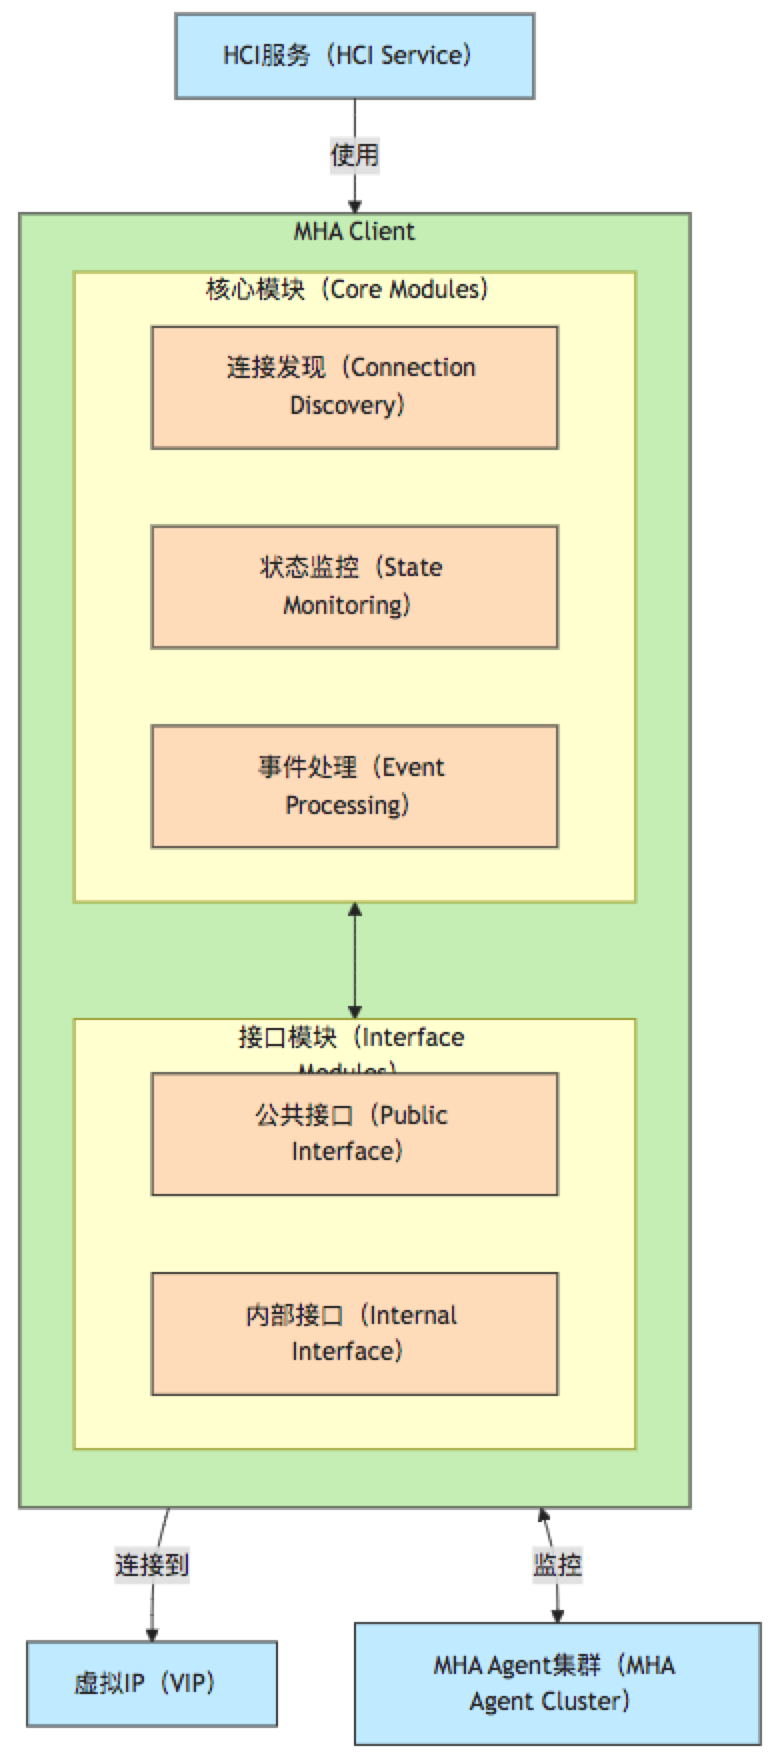 HCI服务（HCI Service）
使用
MHA Client
核心模块（Core Modules）
连接发现（Connection
Discovery）
状态监控（State
Monitoring）
事件处理（Event
Processing）
接口模块（Interface
Modules）
公共接口（Public
Interface）
内部接口（Internal
Interface）
连接到
监控
虚拟IP（VIP）
MHA Agent集群（MHA
Agent Cluster）